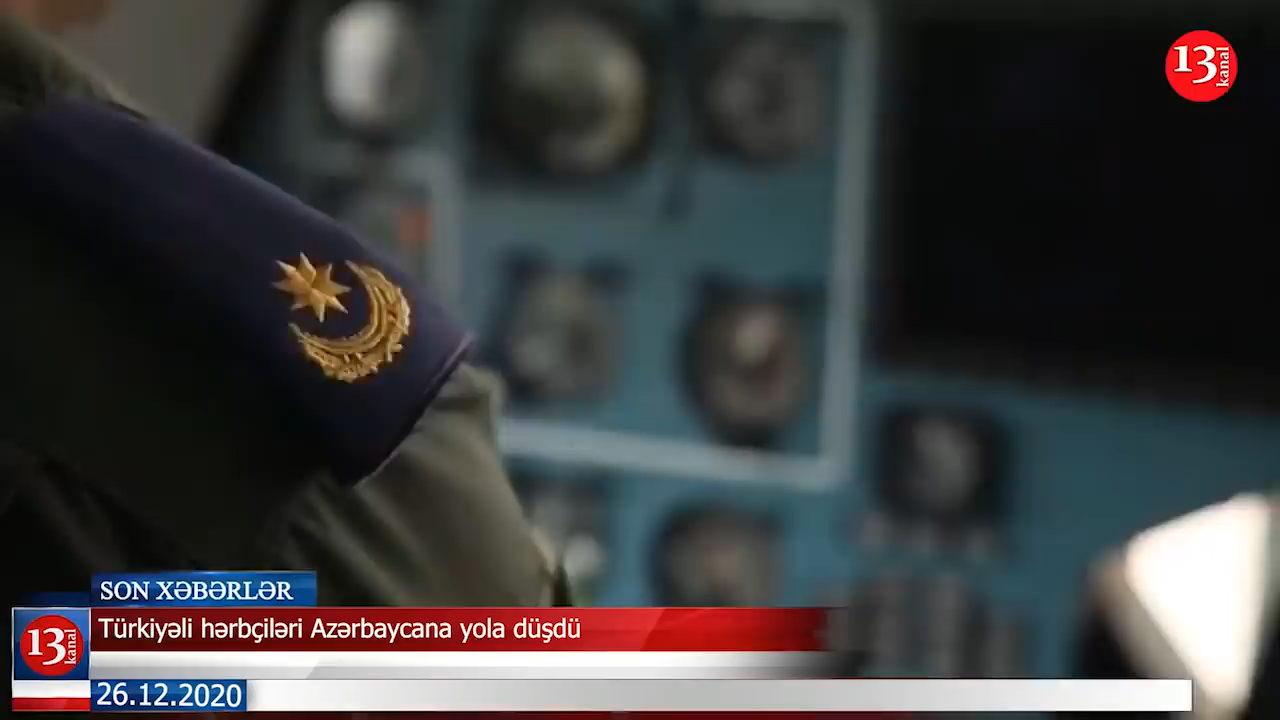 13 kanal
SON XƏBƏRLƏR
Türkiyəli hərbçiləri Azərbaycana yola düşdü
13 kanal
26.12.2020